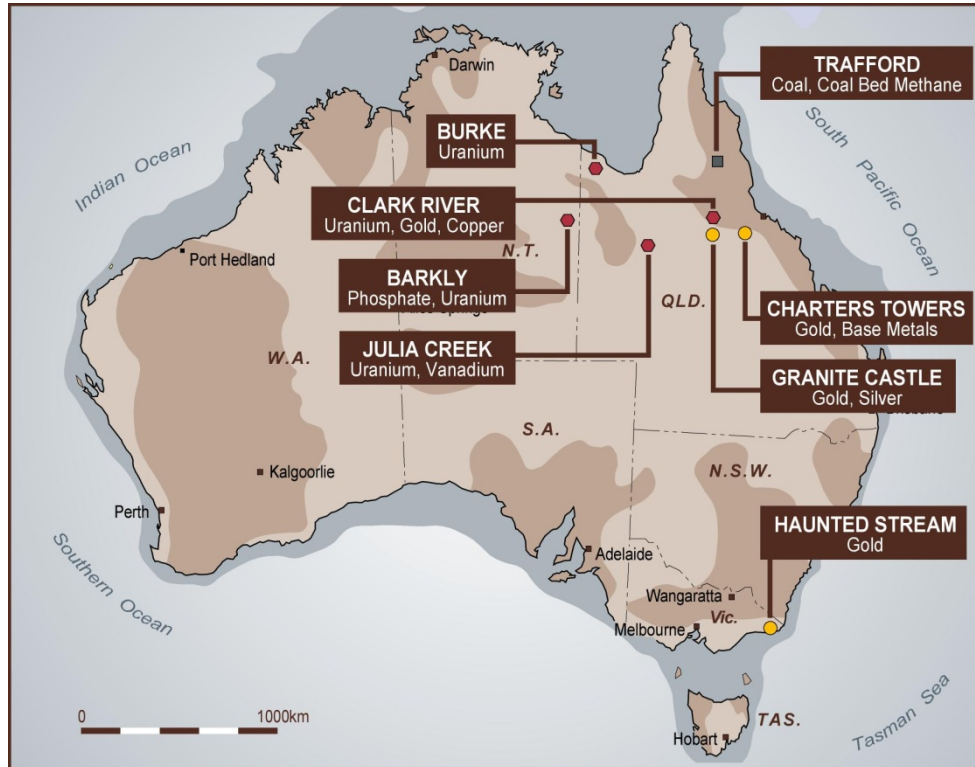 Darwin
TRAFFORD
Coal, Coal Bed Methane
BURKE
Uranium
Indian Ocean
South Pacific Ocean
CLARK RIVER
Uranium, Gold, Copper
N.T.
Port Hedland
BARKLY
Phosphate, Uranium
QLD.
CHARTERS TOWERS
Gold, Base Metals
W.A.
JULIA CREEK
Uranium, Vanadium
GRANITE CASTLE
Gold, Silver
S.A.
N.S.W.
Kalgoorlie
Perth
HAUNTED STREAM
Gold
Southern Ocean
Adelaide
Wangaratta
Vic.
Melbourne
0 1000km
TAS.
Hobart
Tasman Sea